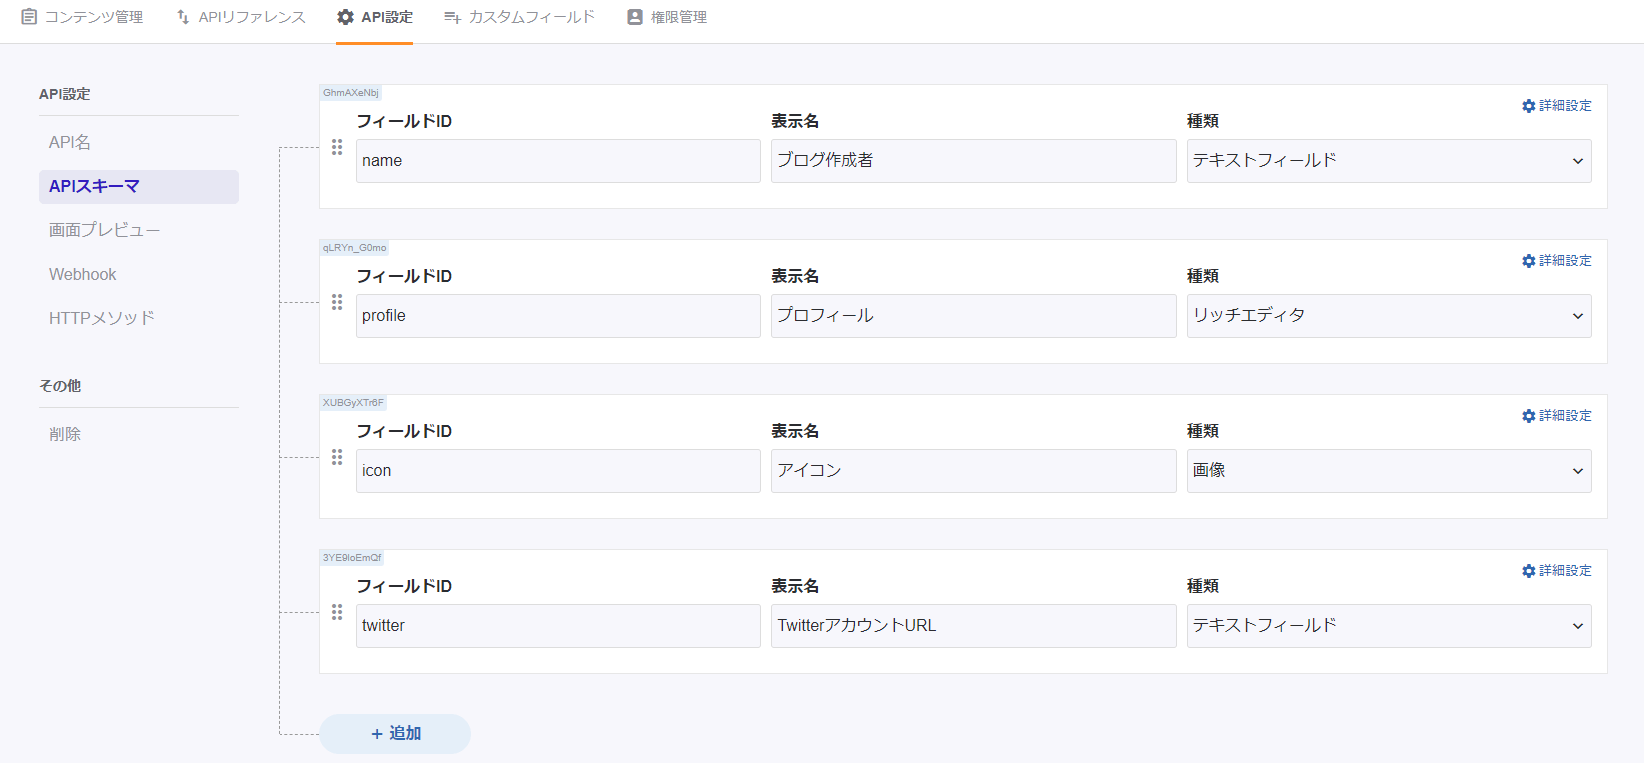 コンテンツ管理 APIリファレンス API設定 カスタムフィールド 権限管理
API設定
API名
APIスキーマ
画面プレビュー
Webhook
HTTPメソッド
その他
削除
GhmAXeNbj
詳細設定
フィールドID 表示名 種類
name ブログ作成者 テキストフィールド
qLRYn_G0mo
詳細設定
フィールドID 表示名 種類
profile プロフィール リッチエディタ
XUBGyXTr6F
詳細設定
フィールドID 表示名 種類
icon アイコン 画像
3YE9loEmQf
詳細設定
フィールドID 表示名 種類
twitter TwitterアカウントURL テキストフィールド
+ 追加